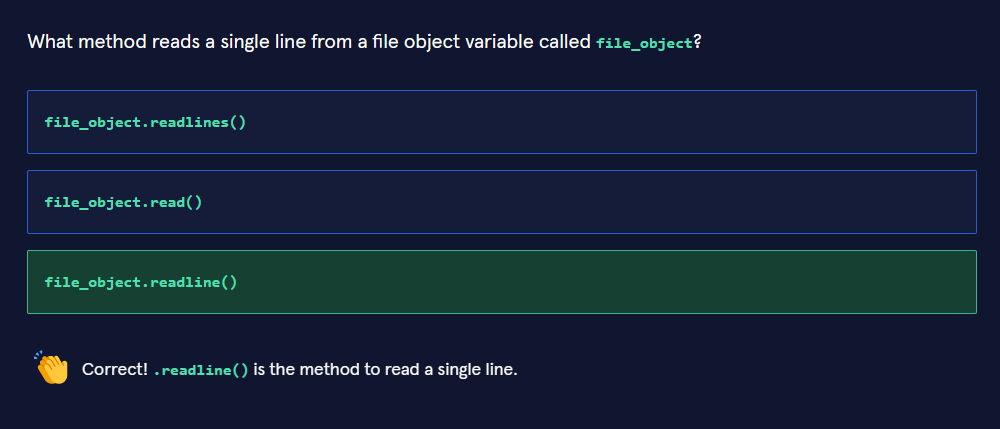 What method reads a single line from a file object variable called file_object?
file_object.readlines()
file_object.read()
file_object.readline()
Correct! .readline() is the method to read a single line.